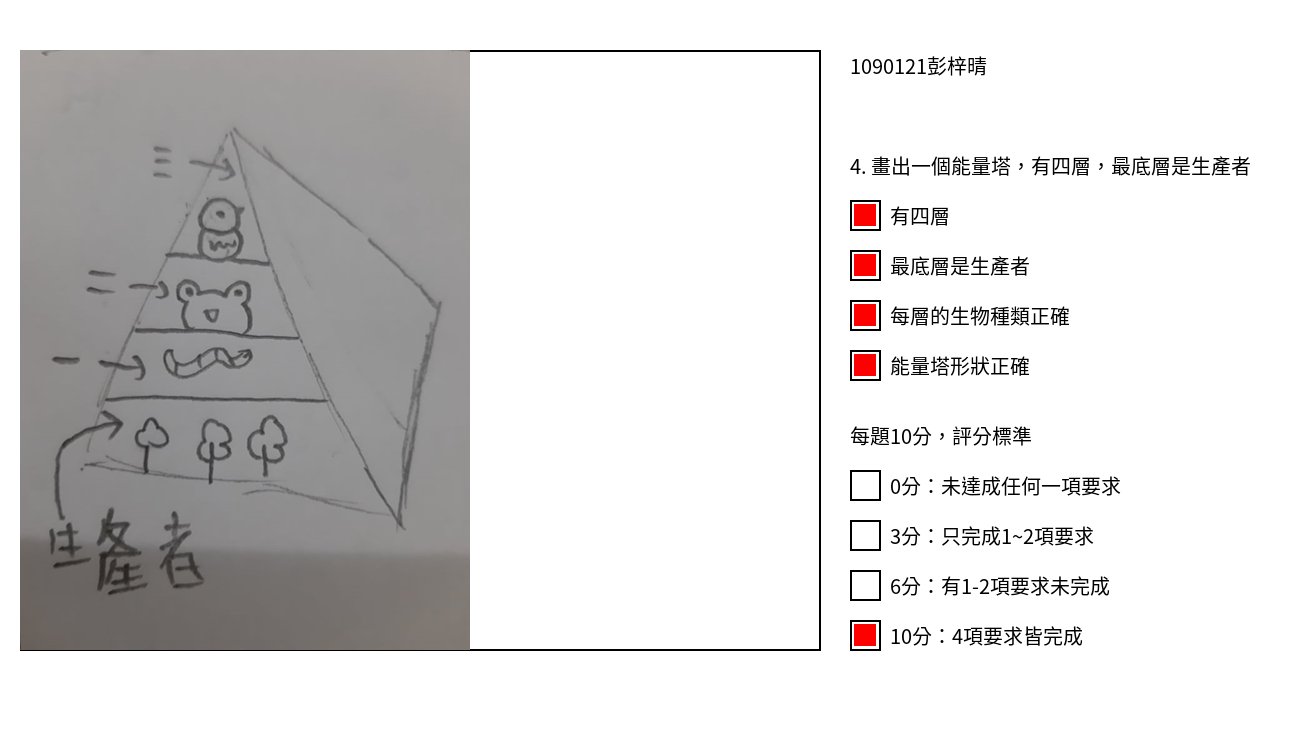 三
二
一
生產者
1090121彭梓晴
4. 畫出一個能量塔，有四層，最底層是生產者
有四層
最底層是生產者
每層的生物種類正確
能量塔形狀正確
每題10分，評分標準
0分：未達成任何一項要求
3分：只完成1~2項要求
6分：有1-2項要求未完成
10分：4項要求皆完成